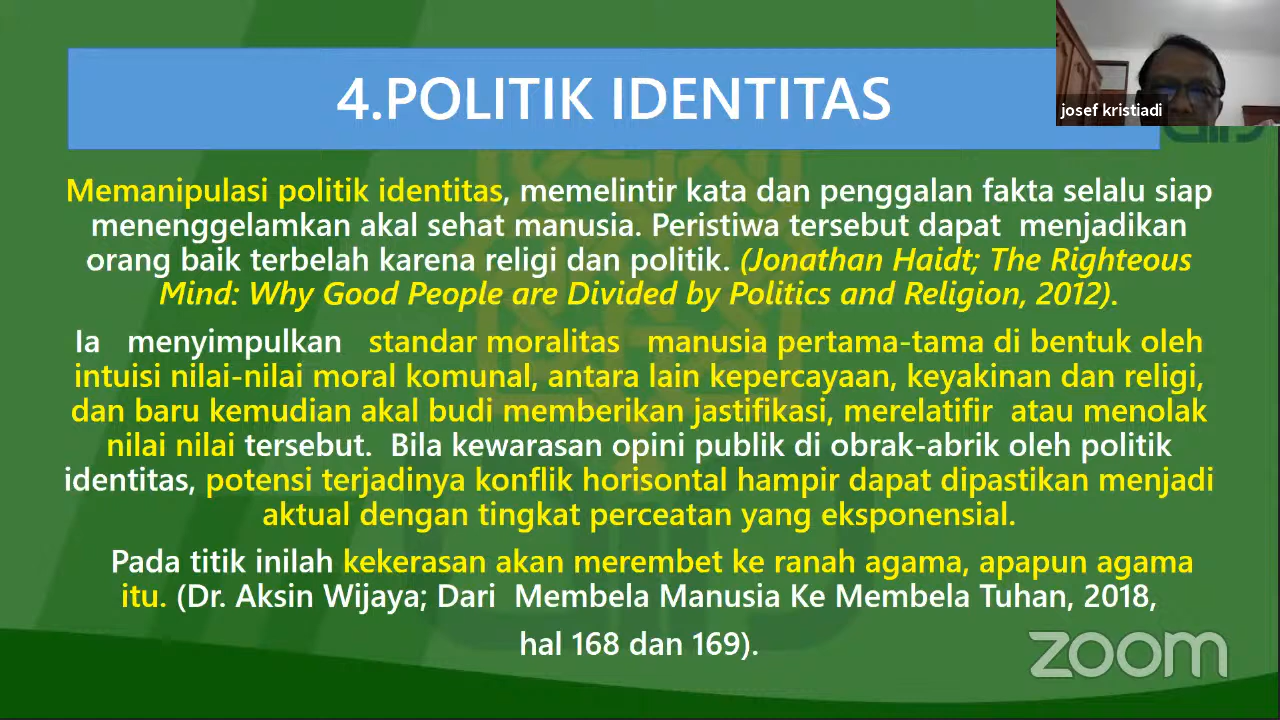 4.POLITIK IDENTITAS
josef kristiadi
Memanipulasi politik identitas, memelintir kata dan penggalan fakta selalu siap
menenggelamkan akal sehat manusia. Peristiwa tersebut dapat menjadikan
orang baik terbelah karena religi dan politik. (Jonathan Haidt; The Righteous
Mind: Why Good People are Divided by Politics and Religion, 2012).
Ia menyimpulkan standar moralitas manusia pertama-tama di bentuk oleh
intuisi nilai-nilai moral komunal, antara lain kepercayaan, keyakinan dan religi,
dan baru kemudian akal budi memberikan jastifikasi, merelatifir atau menolak
nilai nilai tersebut. Bila kewarasan opini publik di obrak-abrik oleh politik
identitas, potensi terjadinya konflik horisontal hampir dapat dipastikan menjadi
aktual dengan tingkat perceatan yang eksponensial.
Pada titik inilah kekerasan akan merembet ke ranah agama, apapun agama
itu. (Dr. Aksin Wijaya; Dari Membela Manusia Ke Membela Tuhan, 2018,
hal 168 dan 169).
zoom